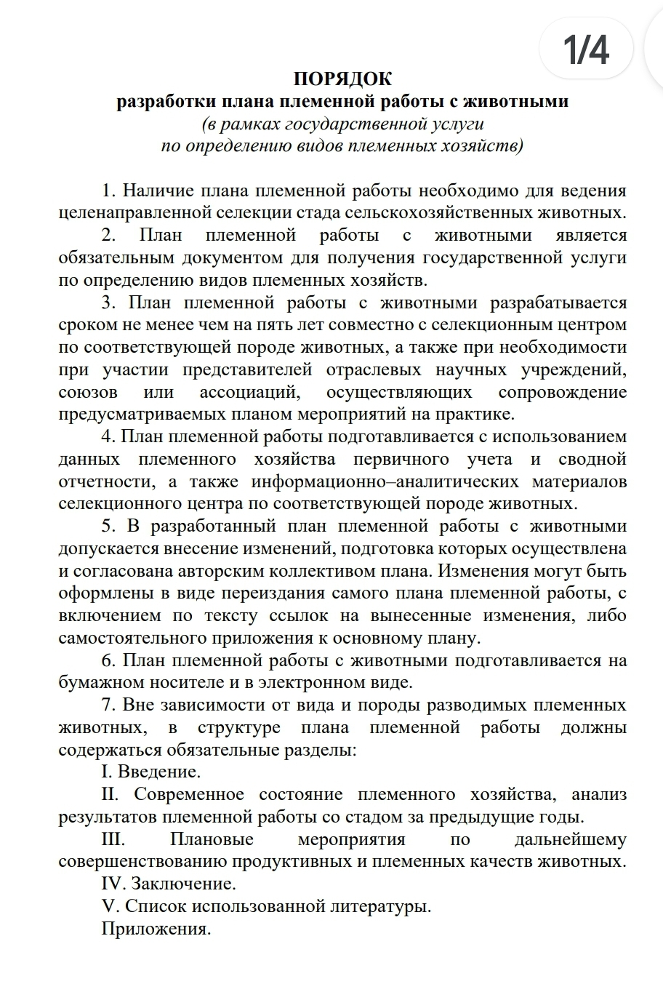 1/4
ПОРЯДОК
разработки плана племенной работы с животными
(в рамках государственной услуги
по определению видов племенных хозяйств)
1. Наличие плана племенной работы необходимо для ведения
целенаправленной селекции стада сельскохозяйственных животных.
2. План племенной работы с животными является
обязательным документом для получения государственной услуги
по определению видов племенных хозяйств.
3. План племенной работы с животными разрабатывается
сроком не менее чем на пять лет совместно с селекционным центром
по соответствующей породе животных, а также при необходимости
при участии представителей отраслевых научных учреждений,
союзов или ассоциаций, осуществляющих сопровождение
предусматриваемых планом мероприятий на практике.
4. План племенной работы подготавливается с использованием
данных племенного хозяйства первичного учета и сводной
отчетности, а также информационно–аналитических материалов
селекционного центра по соответствующей породе животных.
5. В разработанный план племенной работы с животными
допускается внесение изменений, подготовка которых осуществлена
и согласована авторским коллективом плана. Изменения могут быть
оформлены в виде переиздания самого плана племенной работы, с
включением по тексту ссылок на вынесенные изменения, либо
самостоятельного приложения к основному плану.
6. План племенной работы с животными подготавливается на
бумажном носителе и в электронном виде.
7. Вне зависимости от вида и породы разводимых племенных
животных, в структуре плана племенной работы должны
содержаться обязательные разделы:
I. Введение.
II. Современное состояние племенного хозяйства, анализ
результатов племенной работы со стадом за предыдущие годы.
III. Плановые мероприятия по дальнейшему
совершенствованию продуктивных и племенных качеств животных.
IV. Заключение.
V. Список использованной литературы.
Приложения.